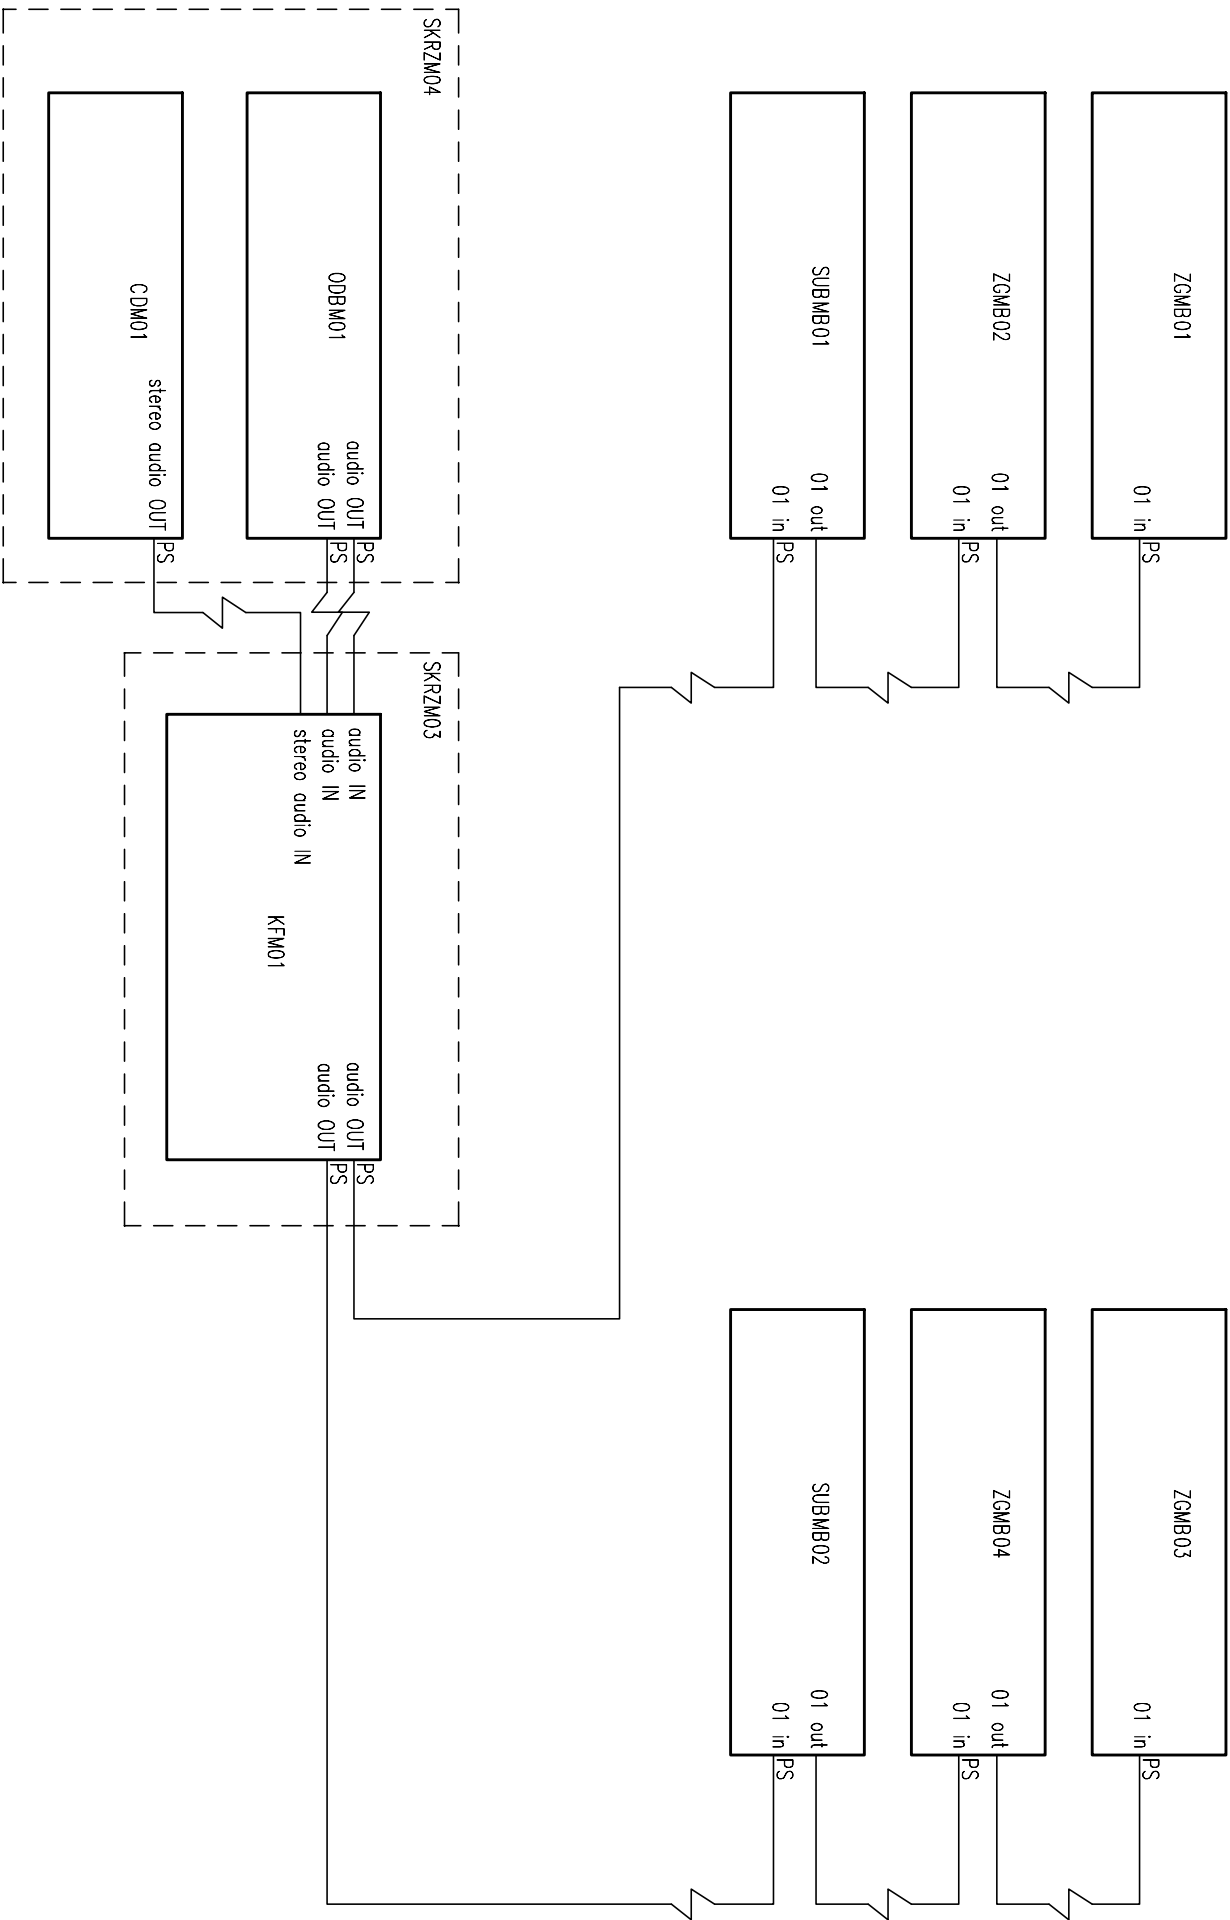 ZGMB01
01 in
PS
ZGMB02
01 out
01 in
PS
SUBMB01
01 out
01 in
PS
ZGMB03
01 in
PS
ZGMB04
01 out
01 in
PS
SUBMB02
01 out
01 in
PS
SKRZM04
ODBM01
audio OUT
PS
audio OUT
PS
CDM01
stereo audio OUT
PS
SKRZM03
audio IN
audio IN
stereo audio IN
KFM01
audio OUT
PS
audio OUT
PS